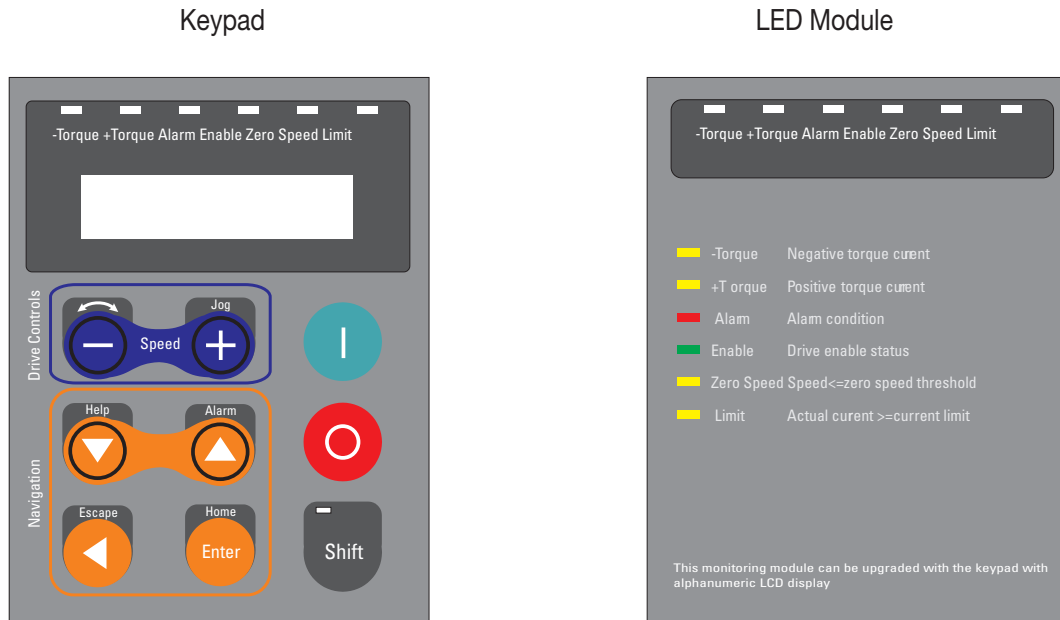 Keypad
-Torque +Torque Alarm Enable Zero Speed Limit
Drive Controls
Jog
Speed
Navigation
Help
Alarm
Escape
Home
Enter
Shift
LED Module
-Torque +Torque Alarm Enable Zero Speed Limit
-Torque Negative torque current
+T orque Positive torque current
Alarm Alarm condition
Enable Drive enable status
Zero Speed Speed<=zero speed threshold
Limit Actual current >=current limit
This monitoring module can be upgraded with the keypad with
alphanumeric LCD display